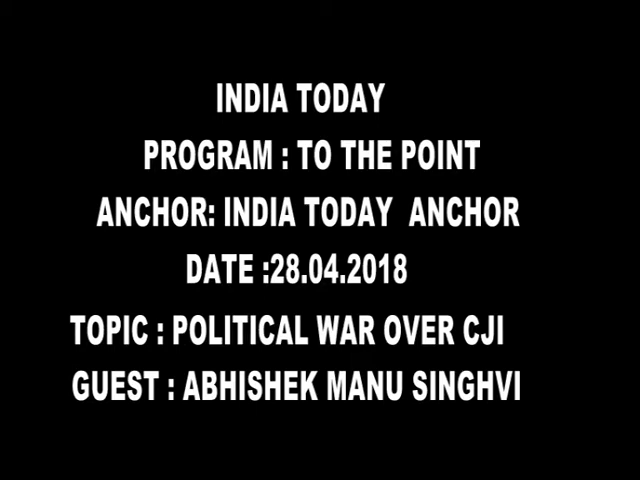 INDIA TODAY
PROGRAM : TO THE POINT
ANCHOR: INDIA TODAY ANCHOR
DATE :28.04.2018
TOPIC : POLITICAL WAR OVER CJI
GUEST : ABHISHEK MANU SINGHVI